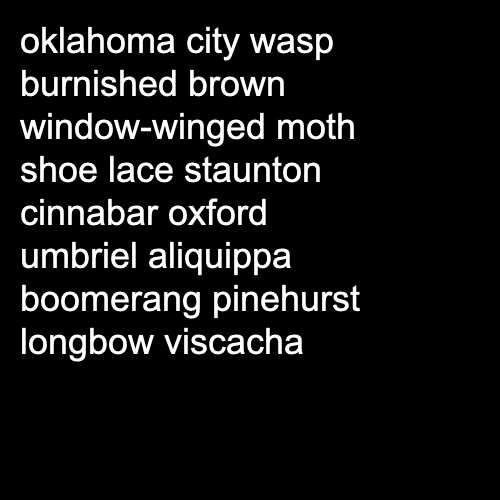 oklahoma city wasp
burnished brown
window-winged moth
shoe lace staunton
cinnabar oxford
umbriel aliquippa
boomerang pinehurst
longbow viscacha